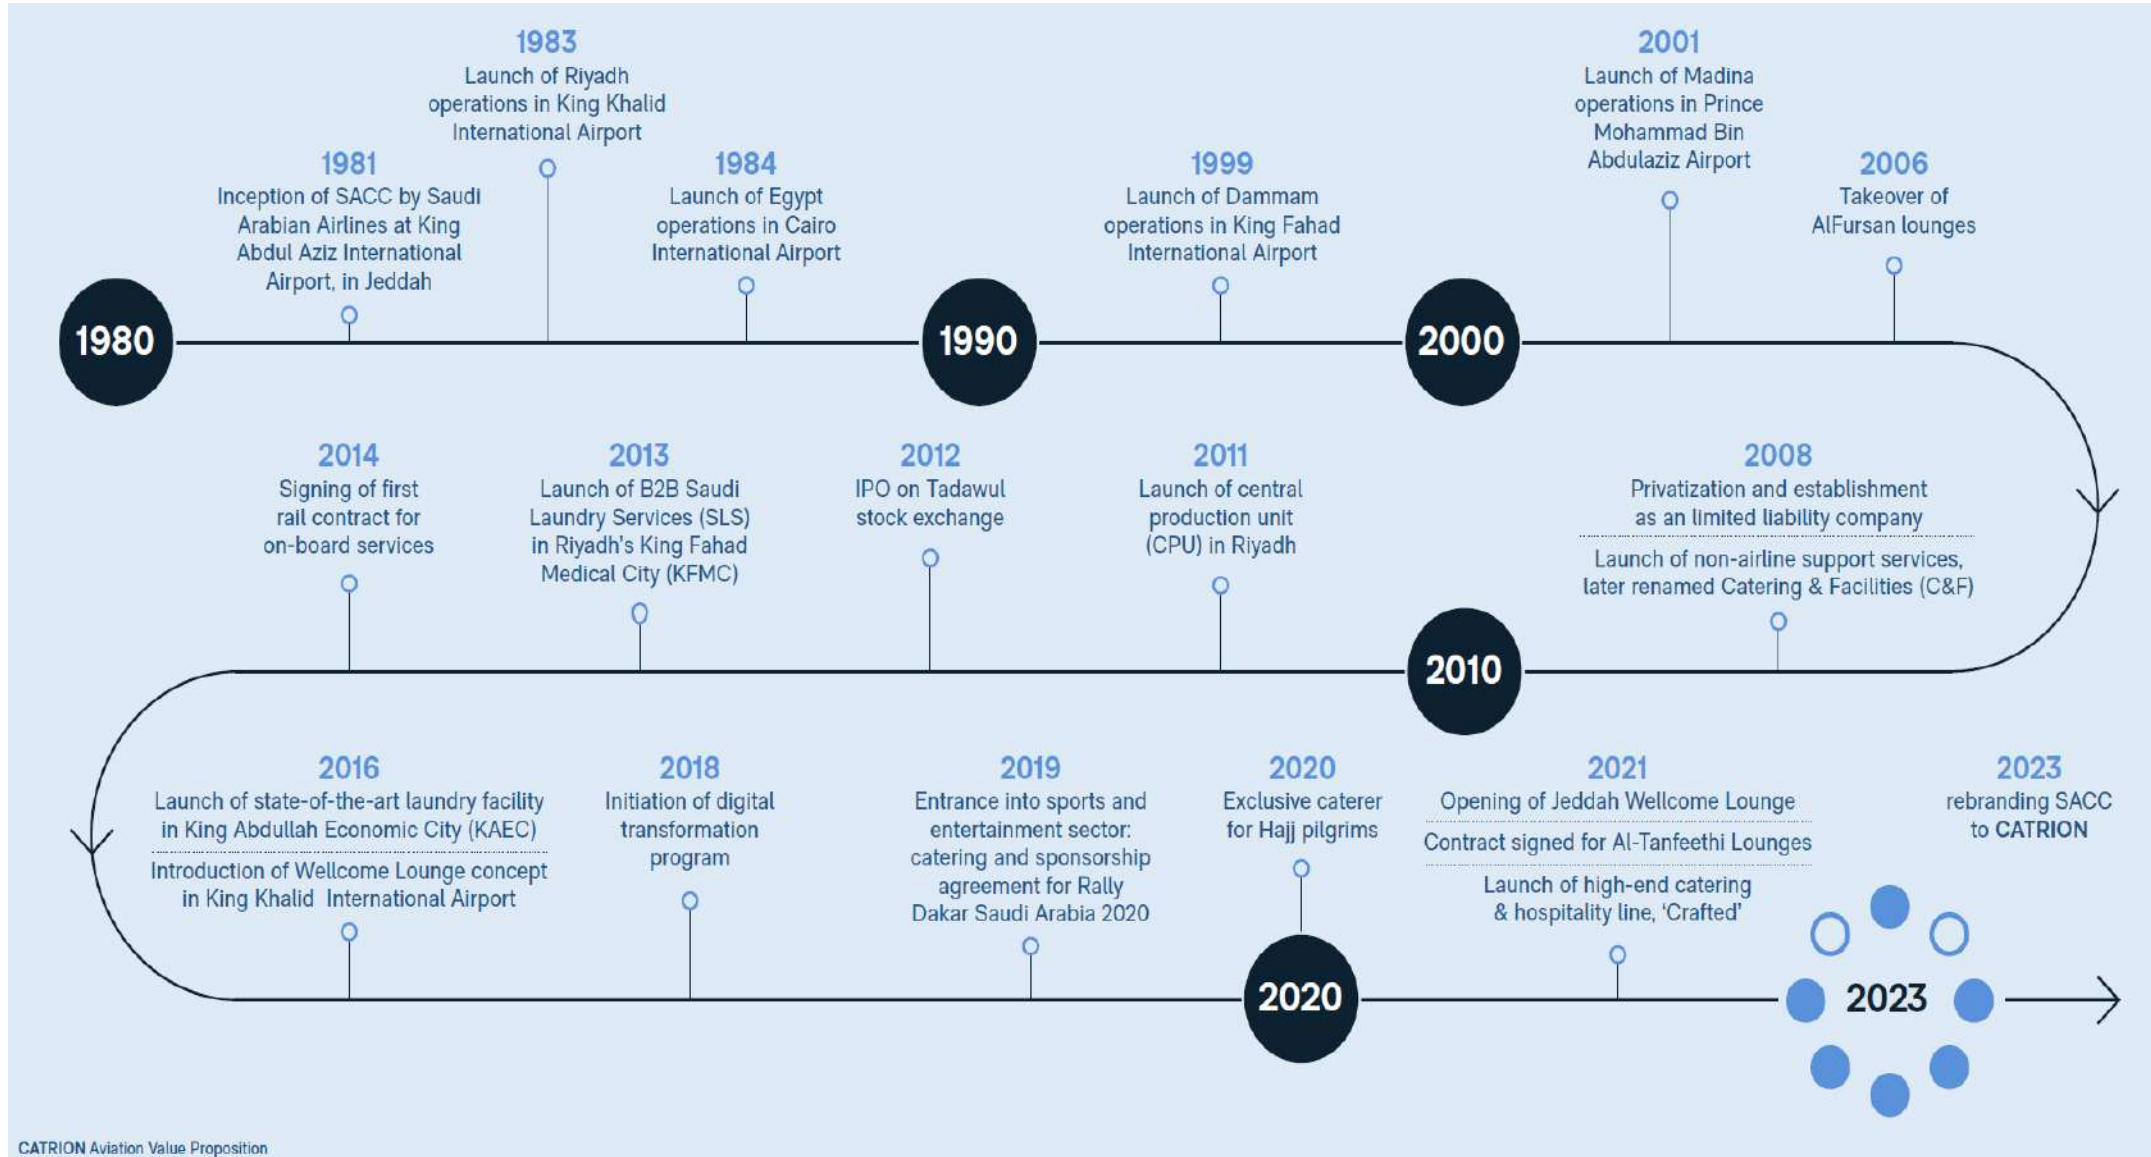 1983
Launch of Riyadh
operations in King Khalid
International Airport
2001
Launch of Madina
operations in Prince
Mohammad Bin
Abdulaziz Airport
1981
Inception of SACC by Saudi
Arabian Airlines at King
Abdul Aziz International
Airport, in Jeddah
1984
Launch of Egypt
operations in Cairo
International Airport
1999
Launch of Dammam
operations in King Fahad
International Airport
2006
Takeover of
AlFursan lounges
1980
1990
2000
2014
Signing of first
rail contract for
on-board services
2013
Launch of B2B Saudi
Laundry Services (SLS)
in Riyadh's King Fahad
Medical City (KFMC)
2012
IPO on Tadawul
stock exchange
2011
Launch of central
production unit
(CPU) in Riyadh
2008
Privatization and establishment
as an limited liability company
Launch of non-airline support services,
later renamed Catering & Facilities (C&F)
2010
2016
Launch of state-of-the-art laundry facility
in King Abdullah Economic City (KAEC)
Introduction of Wellcome Lounge concept
in King Khalid International Airport
2018
Initiation of digital
transformation
program
2019
Entrance into sports and
entertainment sector:
catering and sponsorship
agreement for Rally
Dakar Saudi Arabia 2020
2020
Exclusive caterer
for Hajj pilgrims
2021
Opening of Jeddah Wellcome Lounge
Contract signed for Al-Tanfeethi Lounges
Launch of high-end catering
& hospitality line, 'Crafted'
2023
rebranding SACC
to CATRION
2020
2023
CATRION Aviation Value Proposition